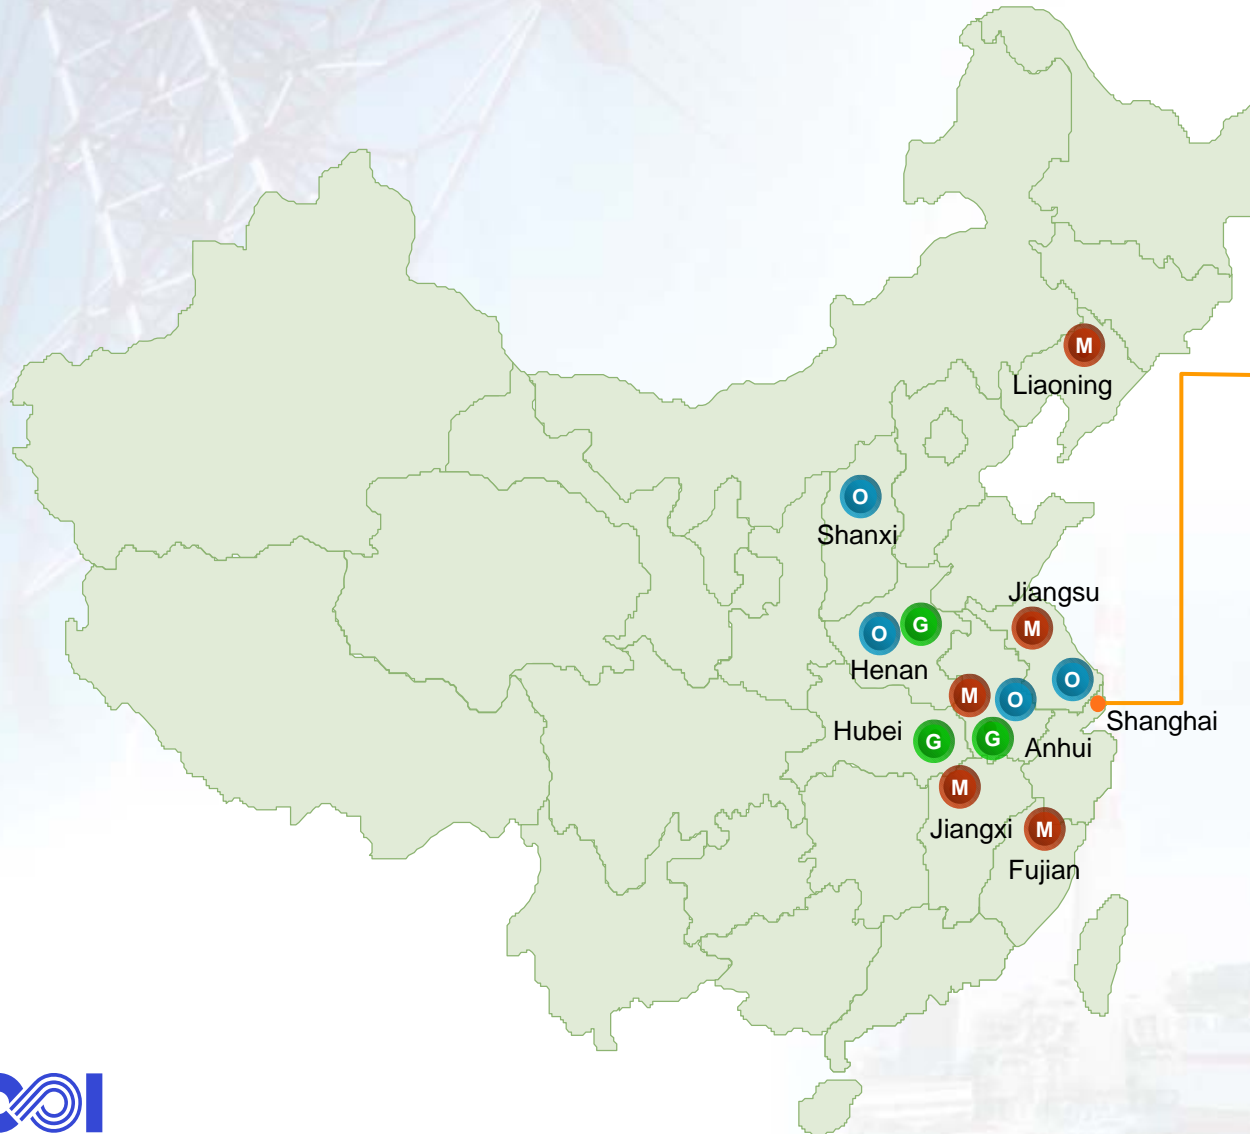 M
Liaoning
O
Shanxi
Jiangsu
O
G
M
Henan
M
O
O
Shanghai
Hubei
G
G
Anhui
M
Jiangxi
M
Fujian